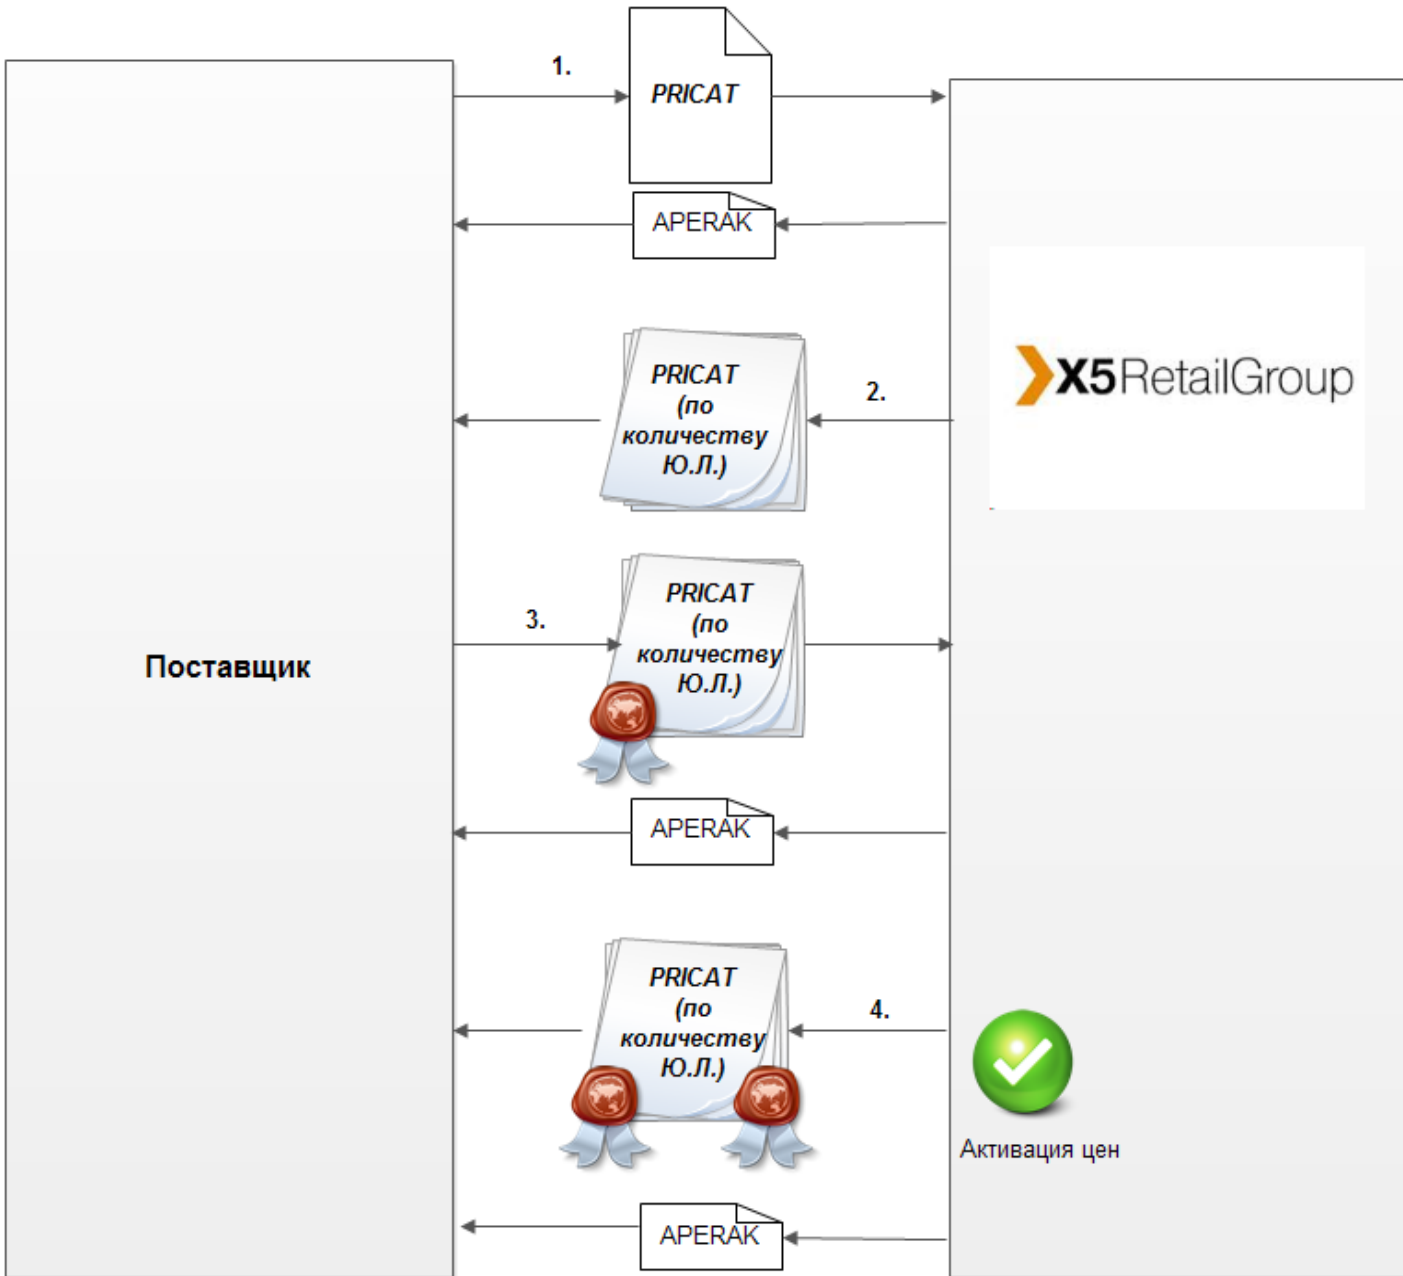 1.
PRICAT
APERAK
X5RetailGroup
PRICAT
(по
количеству
Ю.Л.)
2.
3.
PRICAT
(по
количеству
Ю.Л.)
Поставщик
APERAK
PRICAT
(по
количеству
Ю.Л.)
4.
Активация цен
APERAK